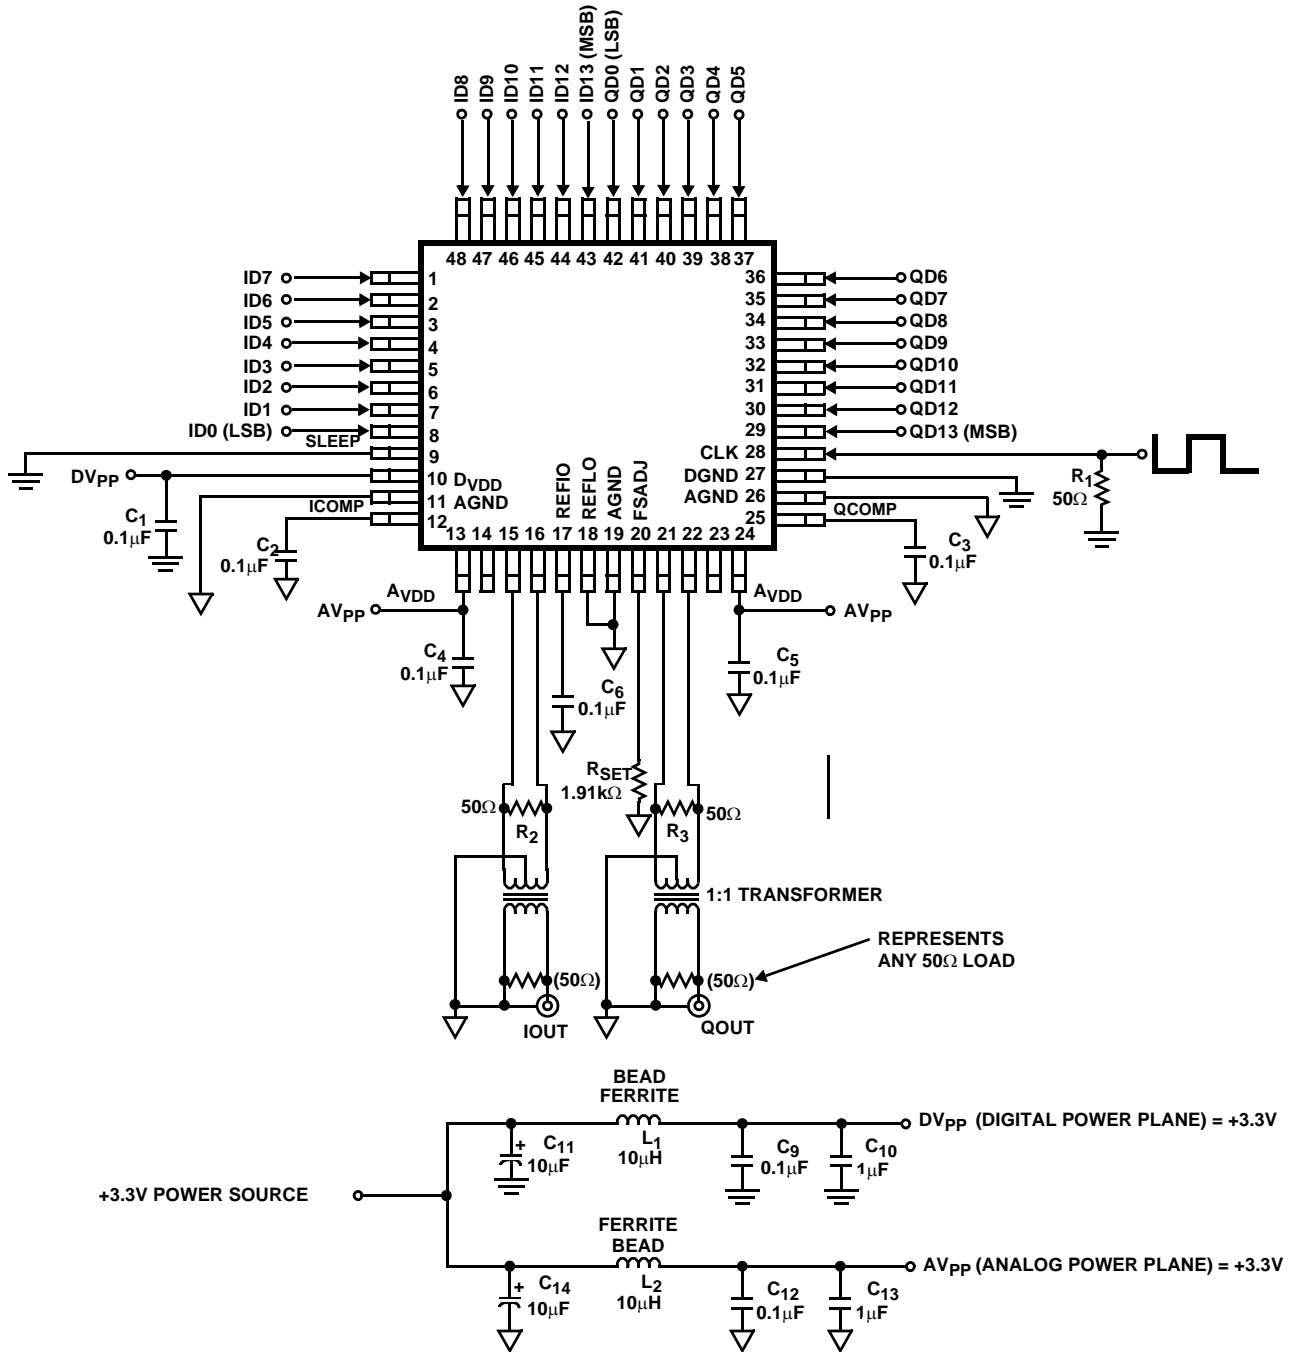 ID8
ID9
ID10
ID11
ID12
ID13 (MSB)
QD0 (LSB)
QD1
QD2
QD3
QD4
QD5
48 47 46 45 44 43 42 41 40 39 38 37
ID7
ID6
ID5
ID4
ID3
ID2
ID1
ID0 (LSB)
SLEEP
DVPP
ICOMP
1
2
3
4
5
6
7
8
9
10 DVDD
11 AGND
12
13 14 15 16 17 18 19 20 21 22 23 24
REFIO
REFLO
AGND
FSADJ
36
35
34
33
32
31
30
29
CLK 28
DGND 27
AGND 26
25
QD6
QD7
QD8
QD9
QD10
QD11
QD12
QD13 (MSB)
QCOMP
R1
50Ω
C1
0.1µF
C2
0.1µF
C3
0.1µF
AVDD
AVPP
C4
0.1µF
C6
0.1µF
AVDD
AVPP
C5
0.1µF
RSET
1.91kΩ
50Ω
R2
R3
50Ω
1:1 TRANSFORMER
REPRESENTS
ANY 50Ω LOAD
(50Ω)
(50Ω)
IOUT
QOUT
BEAD
FERRITE
L1
10µH
C11
+
10µF
C9
0.1µF
C10
1µF
DVPP (DIGITAL POWER PLANE) = +3.3V
+3.3V POWER SOURCE
FERRITE
BEAD
L2
10µH
C14
+
10µF
C12
0.1µF
C13
1µF
AVPP (ANALOG POWER PLANE) = +3.3V